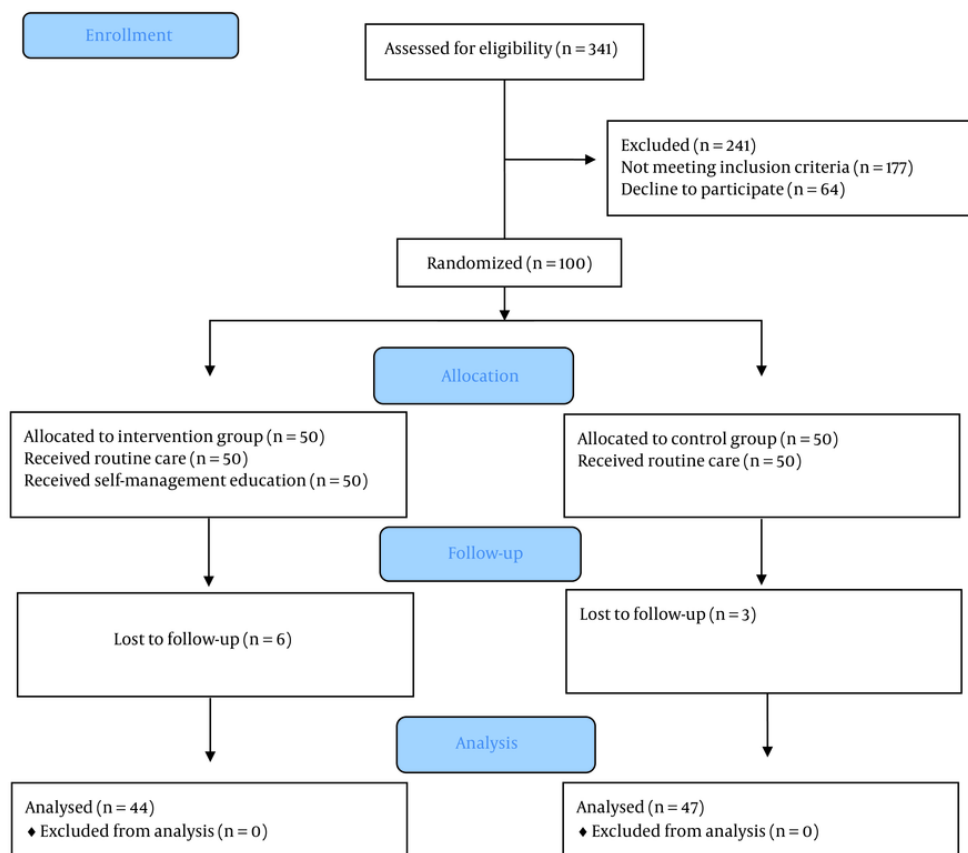 Enrollment
Assessed for eligibility (n = 341)
Excluded (n = 241)
Not meeting inclusion criteria (n = 177)
Decline to participate (n = 64)
Randomized (n = 100)
Allocation
Allocated to intervention group (n = 50)
Received routine care (n = 50)
Received self-management education (n = 50)
Allocated to control group (n = 50)
Received routine care (n = 50)
Follow-up
Lost to follow-up (n = 6)
Lost to follow-up (n = 3)
Analysis
Analysed (n = 44)
♦ Excluded from analysis (n = 0)
Analysed (n = 47)
♦ Excluded from analysis (n = 0)